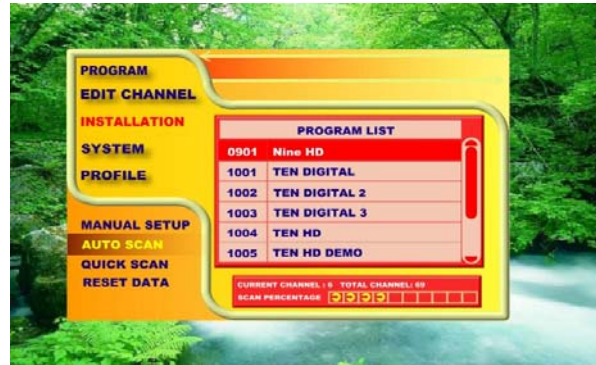 PROGRAM
EDIT CHANNEL
INSTALLATION
SYSTEM
PROFILE
MANUAL SETUP
AUTO SCAN
QUICK SCAN
RESET DATA
PROGRAM LIST
0901 Nine HD
1001 TEN DIGITAL
1002 TEN DIGITAL 2
1003 TEN DIGITAL 3
1004 TEN HD
1005 TEN HD DEMO
CURRENT CHANNEL : 6 TOTAL CHANNEL: 69
SCAN PERCENTAGE